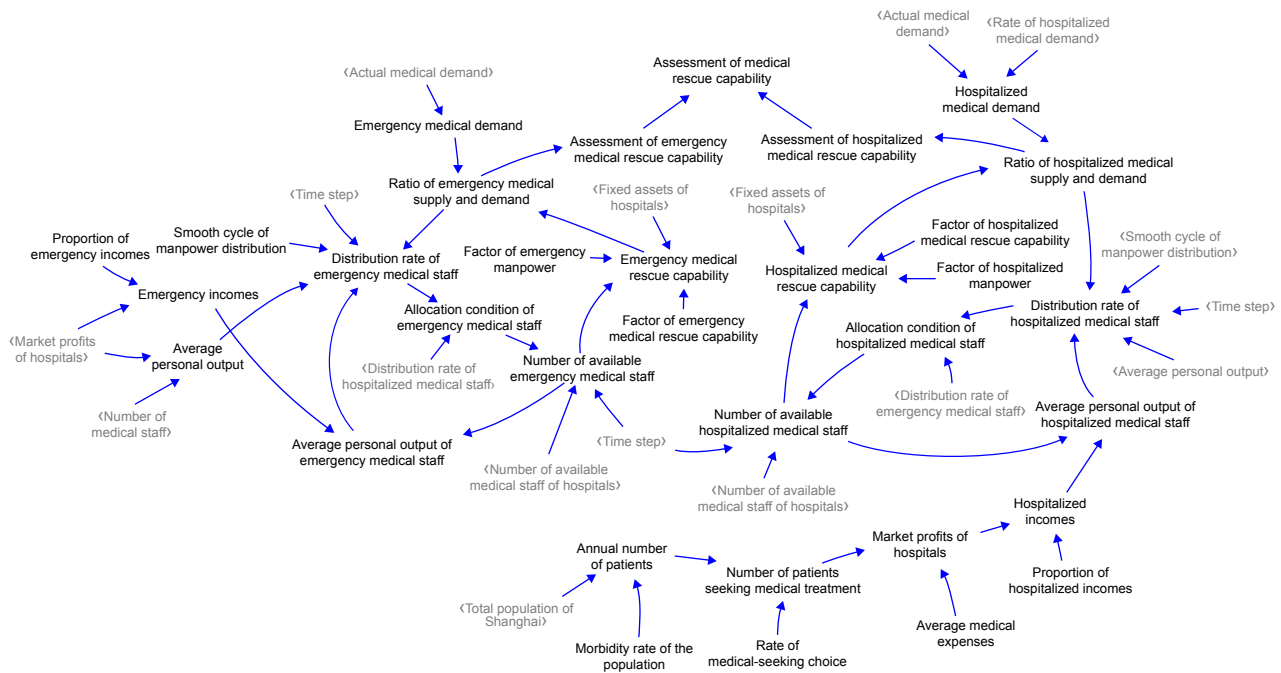 ‹Actual medical
demand›
‹Rate of hospitalized
medical demand›
Assessment of medical
rescue capability
‹Actual medical demand›
Hospitalized
medical demand
Emergency medical demand
Assessment of emergency
medical rescue capability
Assessment of hospitalized
medical rescue capability
Ratio of hospitalized medical
supply and demand
Ratio of emergency medical
supply and demand
‹Time step›
‹Fixed assets of
hospitals›
‹Fixed assets of
hospitals›
Proportion of
emergency incomes
Smooth cycle of
manpower distribution
Distribution rate of
emergency medical staff
Factor of emergency
manpower
Emergency medical
rescue capability
Hospitalized medical
rescue capability
Factor of hospitalized
medical rescue capability
Factor of hospitalized
manpower
‹Smooth cycle of
manpower distribution›
Emergency incomes
Allocation condition of
emergency medical staff
Factor of emergency
medical rescue capability
Allocation condition of
hospitalized medical staff
Distribution rate of
hospitalized medical staff
‹Time step›
‹Market profits
of hospitals›
Average
personal output
‹Distribution rate of
hospitalized medical staff›
Number of available
emergency medical staff
‹Distribution rate of
emergency medical staff›
‹Average personal output›
‹Number of
medical staff›
Average personal output of
emergency medical staff
‹Time step›
Number of available
hospitalized medical staff
Average personal output of
hospitalized medical staff
‹Number of available
medical staff of hospitals›
‹Number of available
medical staff of hospitals›
Hospitalized
incomes
Annual number
of patients
Number of patients
seeking medical treatment
Market profits of
hospitals
Proportion of
hospitalized incomes
‹Total population of
Shanghai›
Morbidity rate of the
population
Rate of
medical-seeking choice
Average medical
expenses